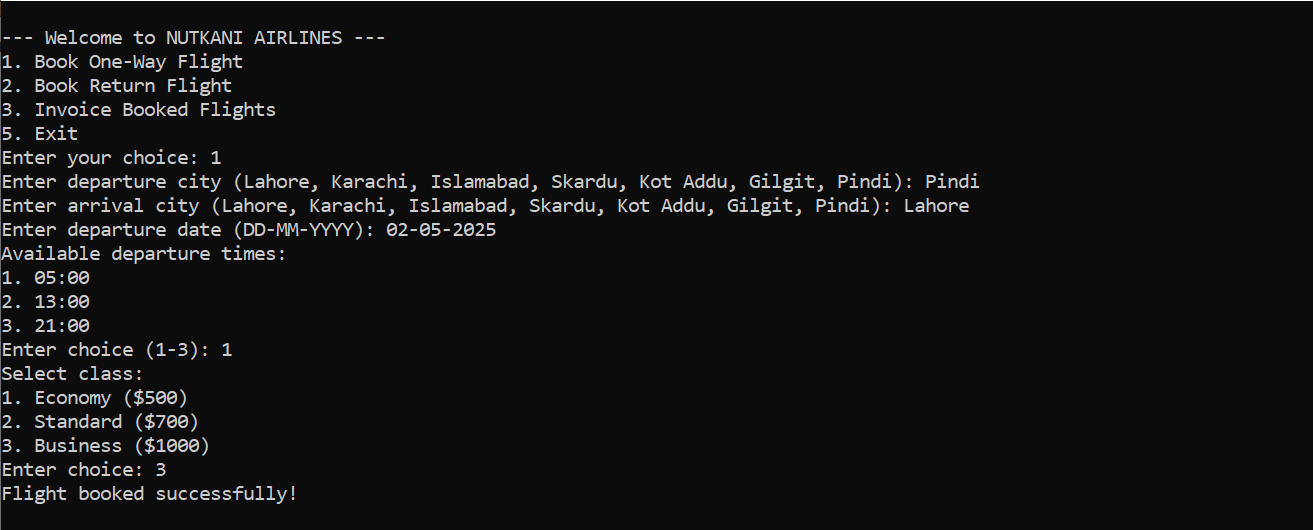 --- Welcome to NUTKANI AIRLINES ---
1. Book One-Way Flight
2. Book Return Flight
3. Invoice Booked Flights
5. Exit
Enter your choice: 1
Enter departure city (Lahore, Karachi, Islamabad, Skardu, Kot Addu, Gilgit, Pindi): Pindi
Enter arrival city (Lahore, Karachi, Islamabad, Skardu, Kot Addu, Gilgit, Pindi): Lahore
Enter departure date (DD-MM-YYYY): 02-05-2025
Available departure times:
1. 05:00
2. 13:00
3. 21:00
Enter choice (1-3): 1
Select class:
1. Economy ($500)
2. Standard ($700)
3. Business ($1000)
Enter choice: 3
Flight booked successfully!